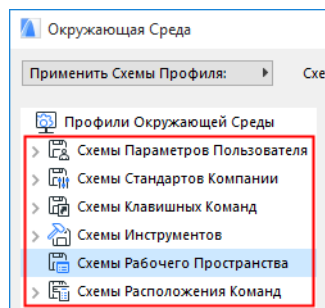 Окружающая Среда
Применить Схемы Профиля:
Схе
Профили Окружающей Среды
Схемы Параметров Пользователя
Схемы Стандартов Компании
Схемы Клавишных Команд
Схемы Инструментов
Схемы Рабочего Пространства
Схемы Расположения Команд